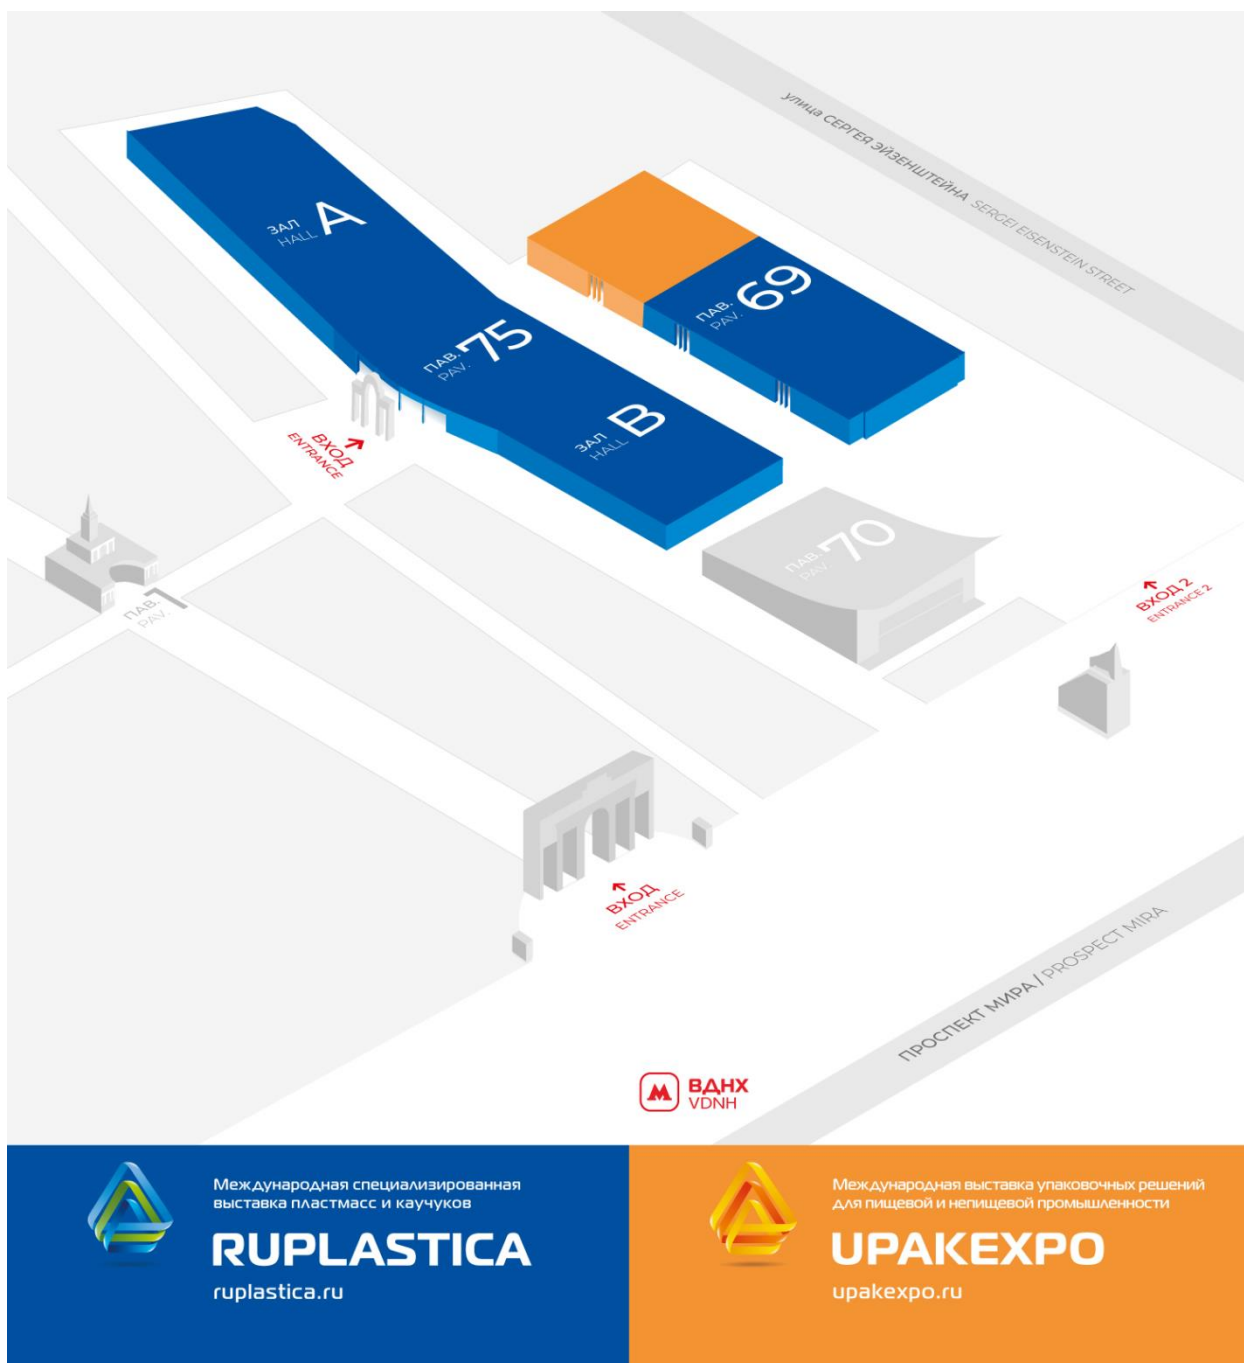 улица СЕРГЕЯ ЭЙЗЕНШТЕЙНА SERGEI EISENSTEIN STREET
ЗАЛ
HALL
A
ПАВ.
PAV.
69
ПАВ.
PAV.
75
ЗАЛ
HALL
B
ВХОД
ENTRANCE
ПАВ.
PAV.
70
ВХОД 2
ENTRANCE 2
ПАВ.
PAV.
1
ВХОД
ENTRANCE
ПРОСПЕКТ МИРА / PROSPECT MIRA
М
ВДНХ
VDNH
Международная специализированная
выставка пластмасс и каучуков
RUPLASTICA
ruplastica.ru
Международная выставка упаковочных решений
для пищевой и непищевой промышленности
UPAKEXPO
upakexpo.ru